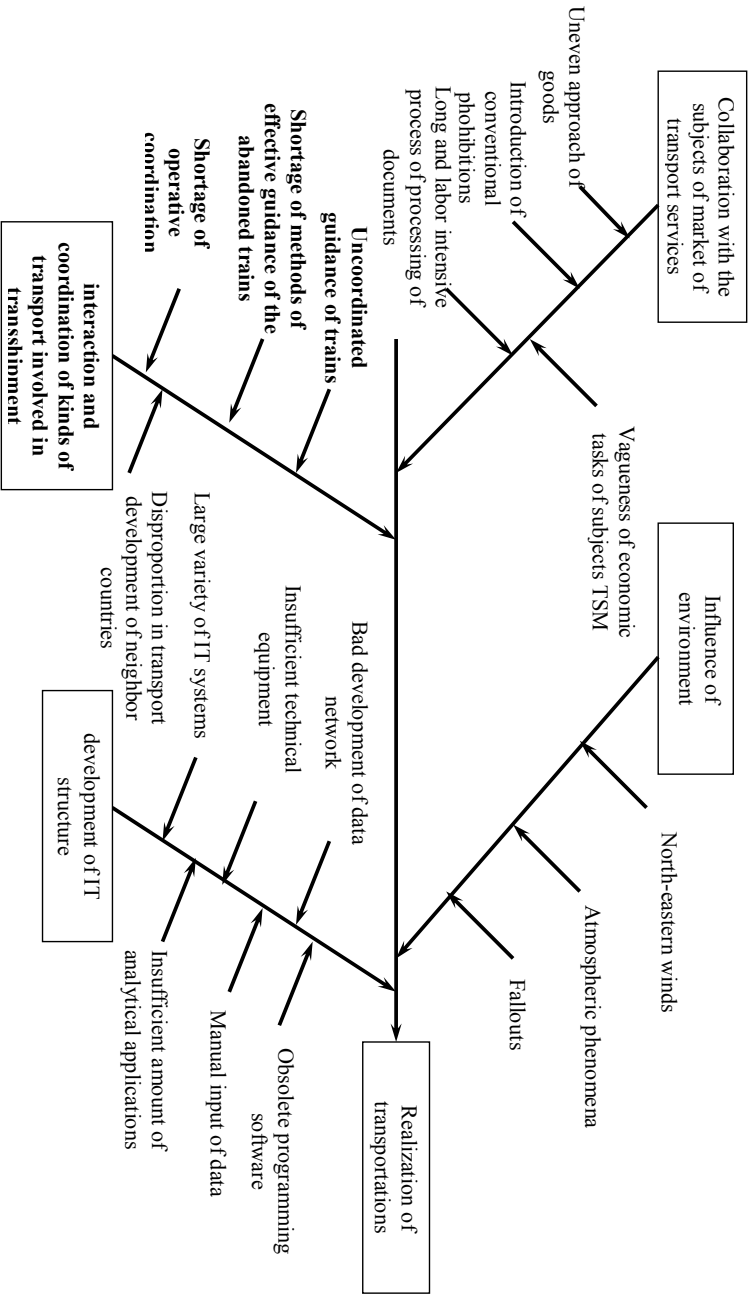 Collaboration with the
subjects of market of
transport services
Uneven approach of
goods
Introduction of
conventional
phohibitions
Long and labor intensive
process of processing of
documents
Vagueness of economic
tasks of subjects TSM
Influence of
environment
North-eastern winds
Atmospheric phenomena
Fallouts
Realization of
transportations
Uncoordinated
guidance of trains
Shortage of methods of
effective guidance of the
abandoned trains
Shortage of
operative
coordination
interaction and
coordination of kinds of
transport involved in
transshipment
Disproportion in transport
development of neighbor
countries
Bad development of data
network
Insufficient technical
equipment
Large variety of IT systems
development of IT
structure
Obsolete programming
software
Manual input of data
Insufficient amount of
analytical applications